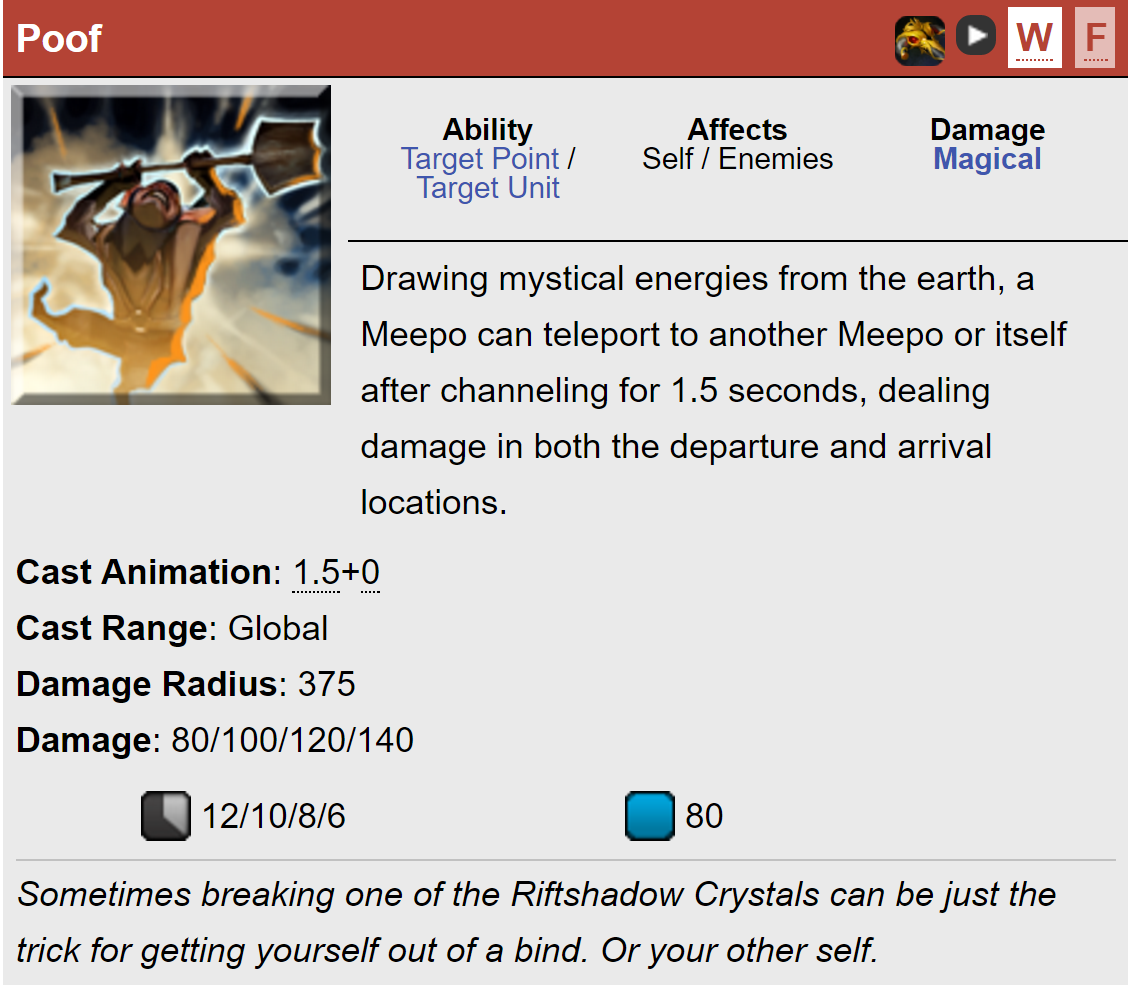 Poof
W
F
Ability
Target Point /
Target Unit
Affects
Self / Enemies
Damage
Magical
Drawing mystical energies from the earth, a
Meepo can teleport to another Meepo or itself
after channeling for 1.5 seconds, dealing
damage in both the departure and arrival
locations.
Cast Animation: 1.5+0
Cast Range: Global
Damage Radius: 375
Damage: 80/100/120/140
12/10/8/6
80
Sometimes breaking one of the Riftshadow Crystals can be just the
trick for getting yourself out of a bind. Or your other self.